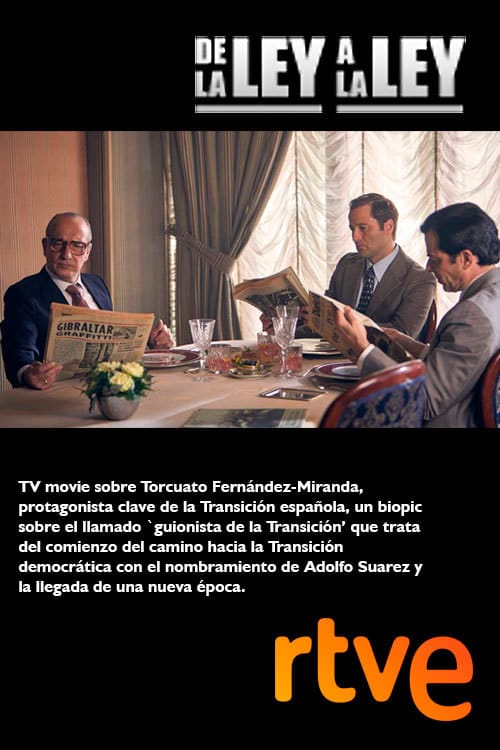 DE LA LEY A LA LEY
GIBRALTAR
GRAFFITTI
TV movie sobre Torcuato Fernández-Miranda,
protagonista clave de la Transición española, un biopic
sobre el llamado `guionista de la Transición’ que trata
del comienzo del camino hacia la Transición
democrática con el nombramiento de Adolfo Suarez y
la llegada de una nueva época.
rtve